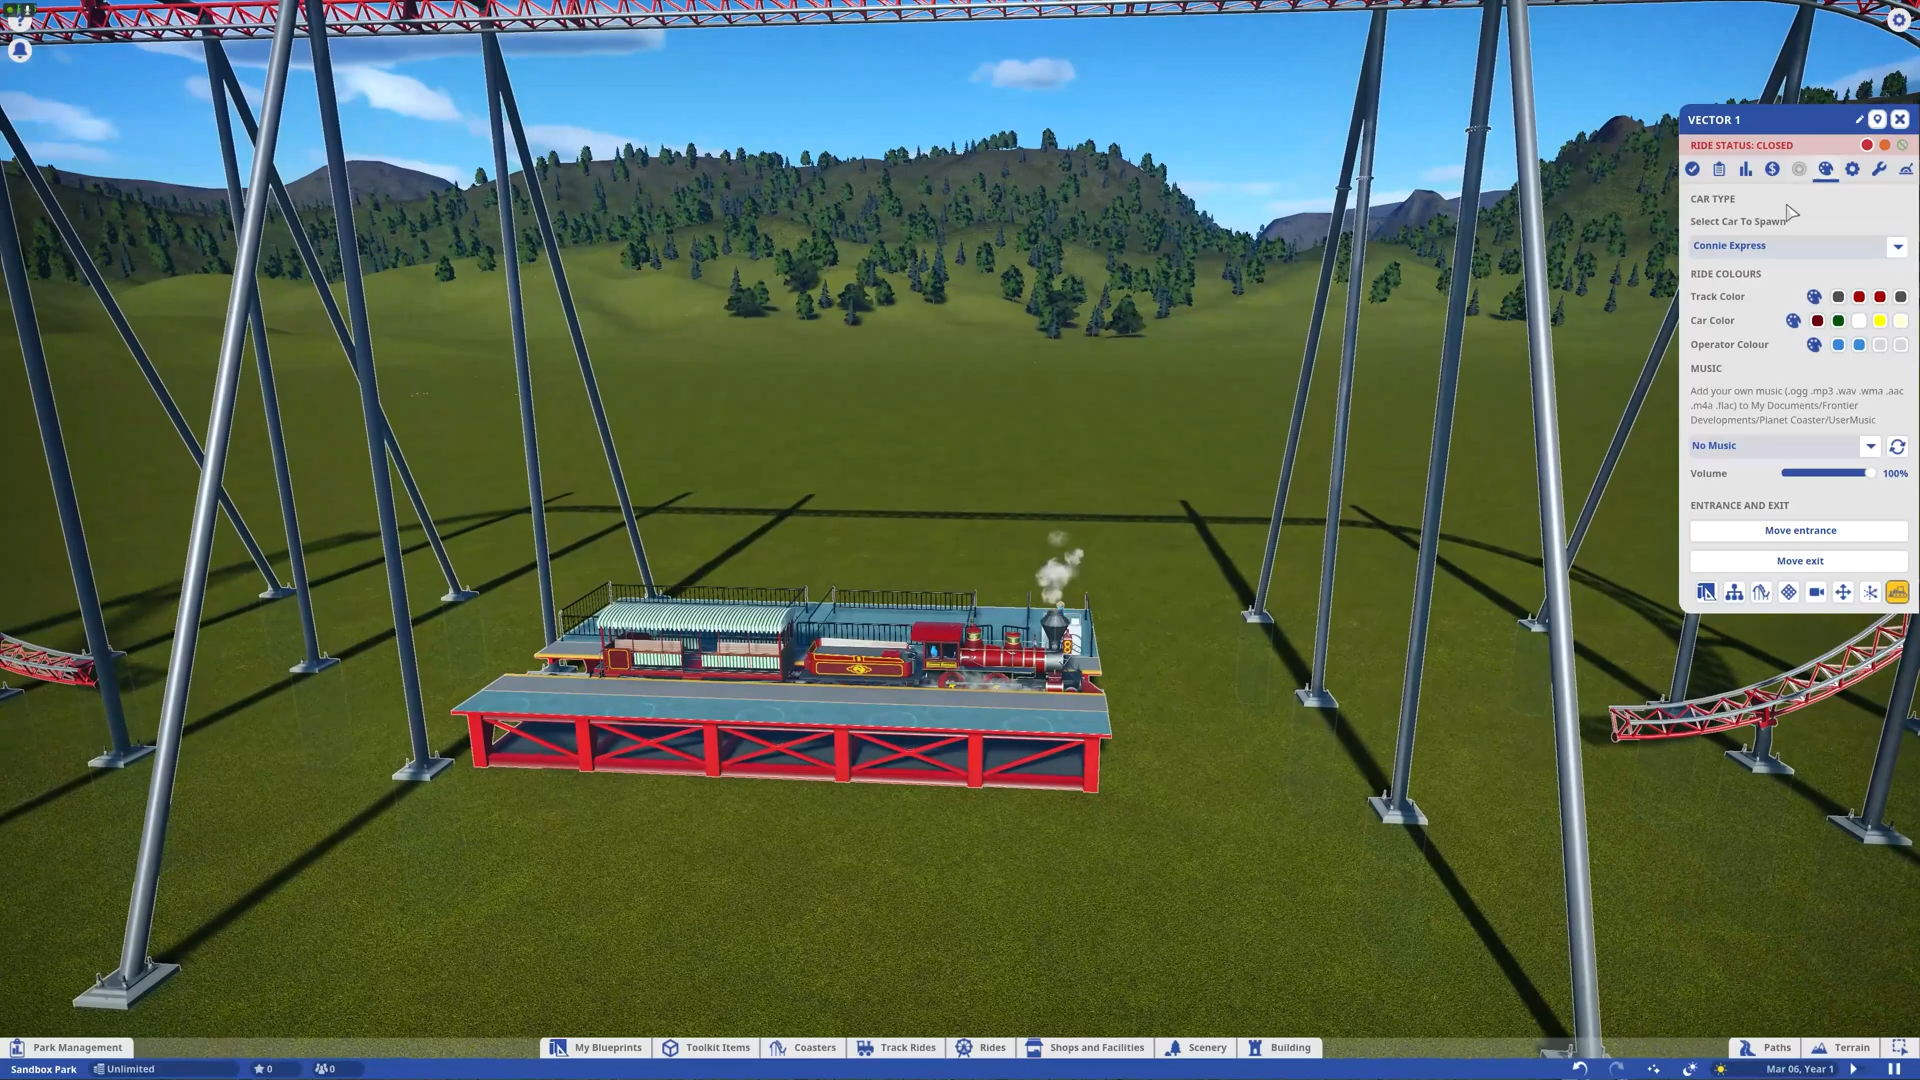 VECTOR 1
RIDE STATUS: CLOSED
CAR TYPE
Select Car To Spawn
Connie Express
RIDE COLOURS
Track Color
Car Color
Operator Colour
MUSIC
Add your own music (.ogg .mp3 .wav .wma .aac
.m4a .flac) to My Documents/Frontier
Developments/Planet Coaster/UserMusic
No Music
Volume 100%
ENTRANCE AND EXIT
Move entrance
Move exit
Park Management
My Blueprints
Toolkit Items
Coasters
Track Rides
Rides
Shops and Facilities
Scenery
Building
Paths
Terrain
Sandbox Park
Unlimited
0
0
Mar 06, Year 1